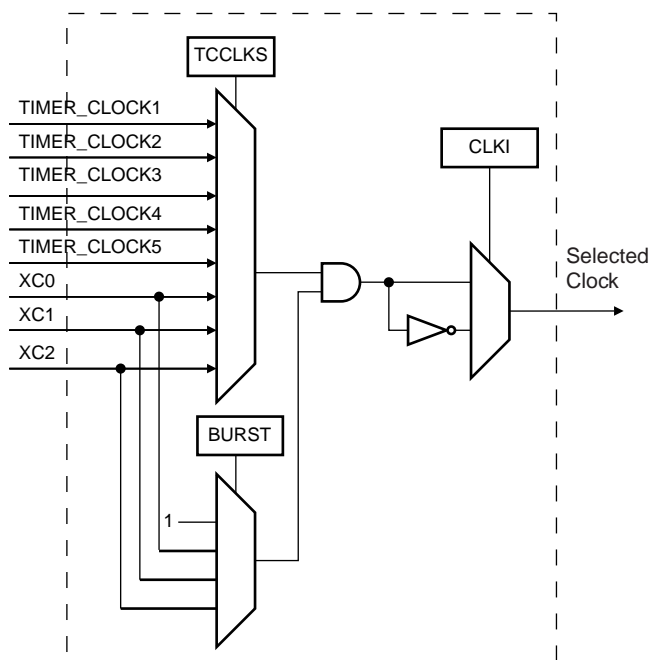 TCCLKS
TIMER_CLOCK1
TIMER_CLOCK2
TIMER_CLOCK3
TIMER_CLOCK4
TIMER_CLOCK5
XC0
XC1
XC2
CLKI
Selected
Clock
BURST
1